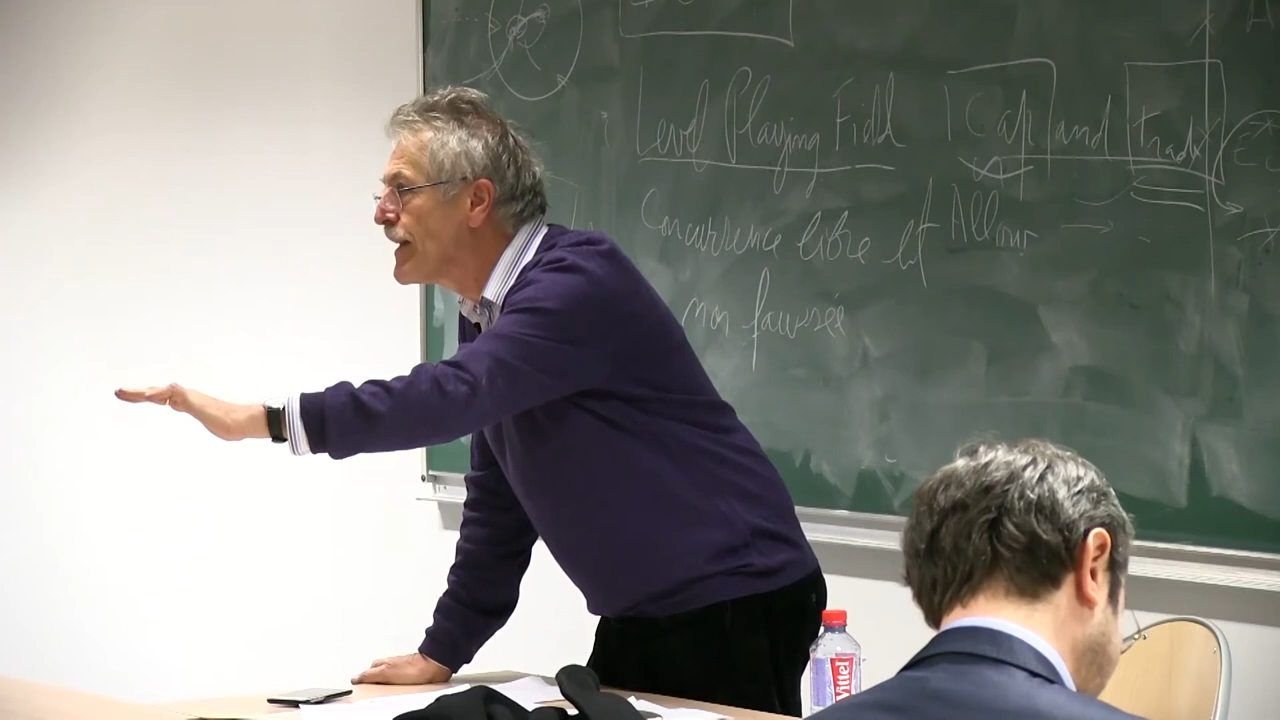 Level Playing Field Cap and trade
Concurrence libre et Allow
non faussée
Vittel